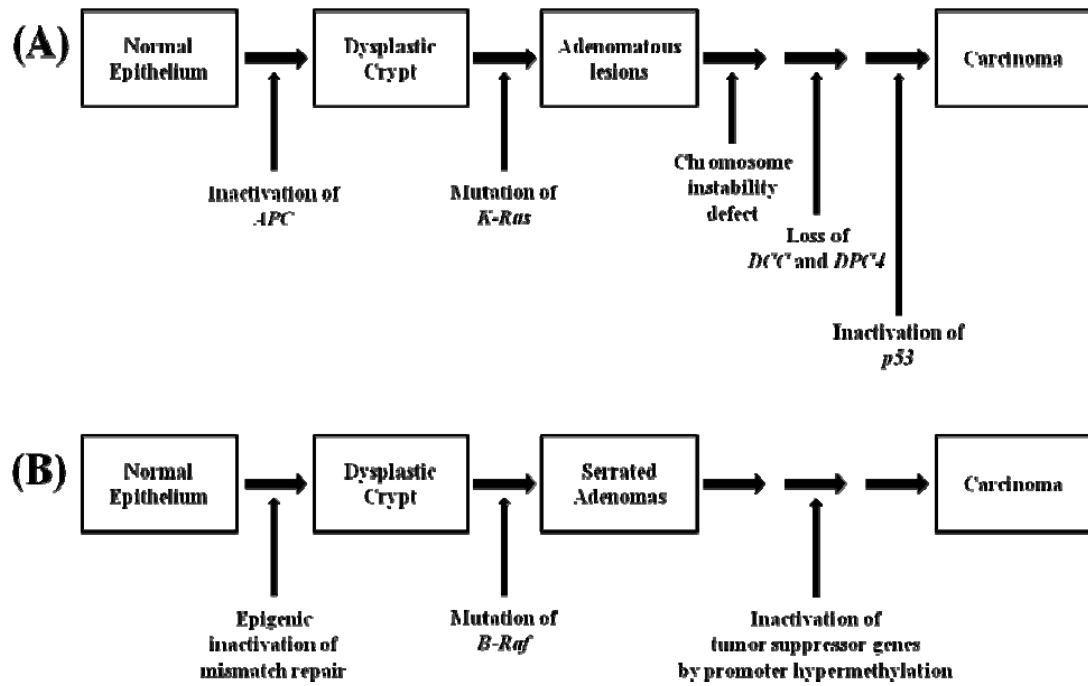 (A)
Normal
Epithelium
Dysplastic
Crypt
Adenomatous
lesions
Carcinoma
Inactivation of
APC
Mutation of
K-Ras
Chromosome
instability
defect
Loss of
DCC and DPC4
Inactivation of
p53
(B)
Normal
Epithelium
Dysplastic
Crypt
Serrated
Adenomas
Carcinoma
Epigenic
inactivation of
mismatch repair
Mutation of
B-Raf
Inactivation of
tumor suppressor genes
by promoter hypermethylation